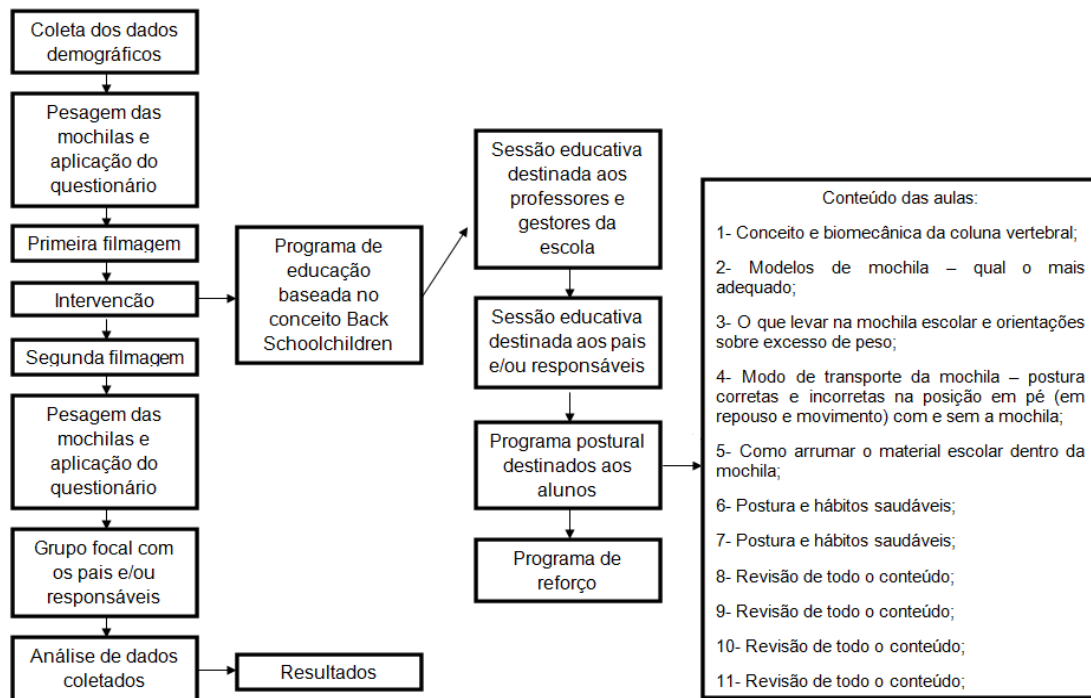 Coleta dos dados
demográficos
Pesagem das
mochilas e
aplicação do
questionário
Primeira filmagem
Intervenção
Segunda filmagem
Pesagem das
mochilas e
aplicação do
questionário
Grupo focal com
os pais e/ou
responsáveis
Análise de dados
coletados
Resultados
Programa de
educação
baseada no
conceito Back
Schoolchildren
Sessão educativa
destinada aos
professores e
gestores da
escola
Sessão educativa
destinada aos pais
e/ou responsáveis
Programa postural
destinados aos
alunos
Programa de
reforço
Conteúdo das aulas:
1- Conceito e biomecânica da coluna vertebral;
2- Modelos de mochila – qual o mais
adequado;
3- O que levar na mochila escolar e orientações
sobre excesso de peso;
4- Modo de transporte da mochila – postura
corretas e incorretas na posição em pé (em
repouso e movimento) com e sem a mochila;
5- Como arrumar o material escolar dentro da
mochila;
6- Postura e hábitos saudáveis;
7- Postura e hábitos saudáveis;
8- Revisão de todo o conteúdo;
9- Revisão de todo o conteúdo;
10- Revisão de todo o conteúdo;
11- Revisão de todo o conteúdo;